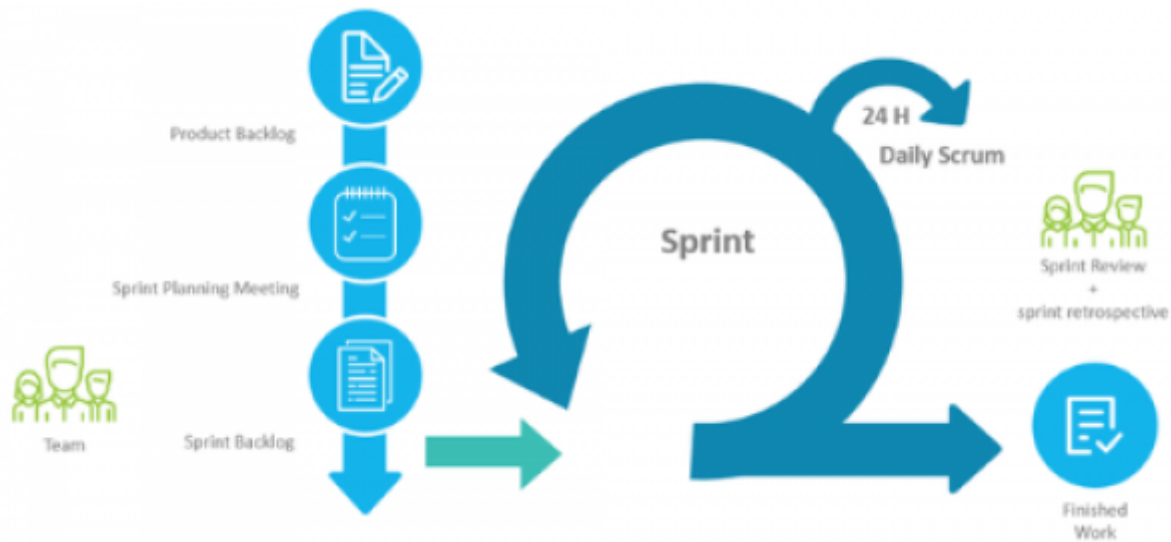 Product Backlog
Sprint Planning Meeting
Team
Sprint Backlog
Sprint
24 H
Daily Scrum
Sprint Review
+
sprint retrospective
Finished
Work